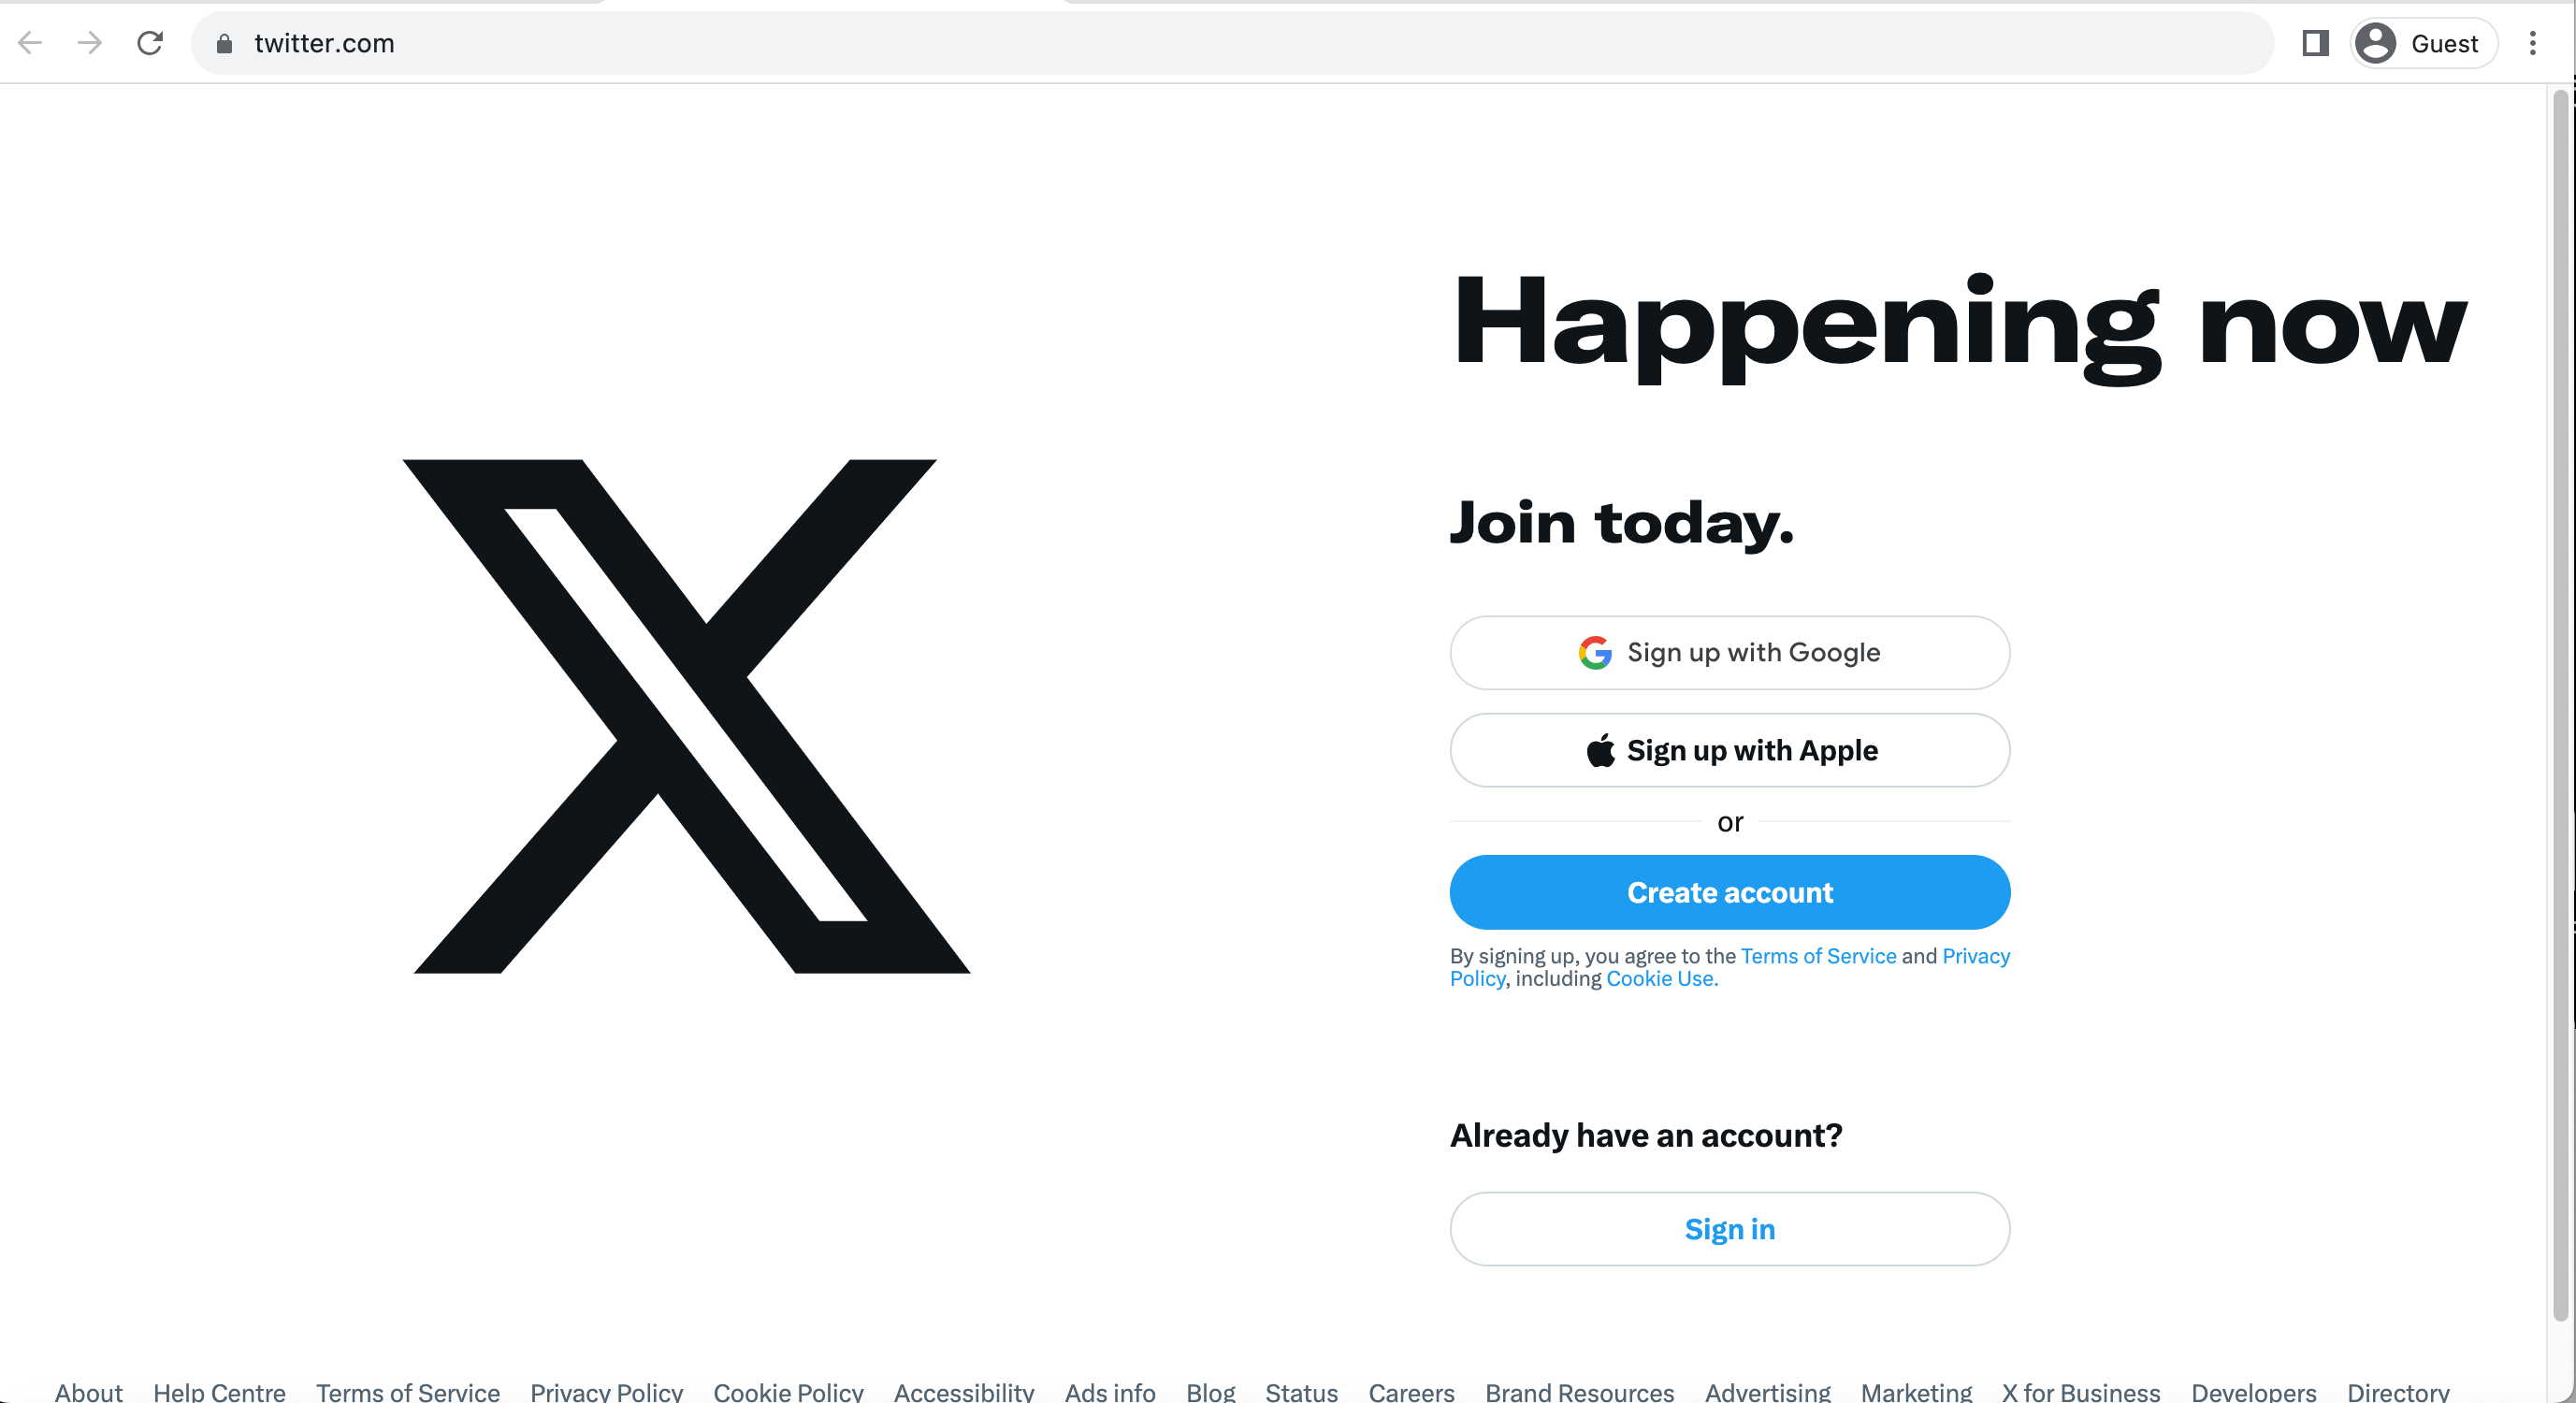 twitter.com
Guest
Happening now
Join today.
Sign up with Google
Sign up with Apple
or
Create account
By signing up, you agree to the Terms of Service and Privacy
Policy, including Cookie Use.
Already have an account?
Sign in
About Help Centre Terms of Service Privacy Policy Cookie Policy Accessibility Ads info Blog Status Careers Brand Resources Advertising Marketing X for Business Developers Directory